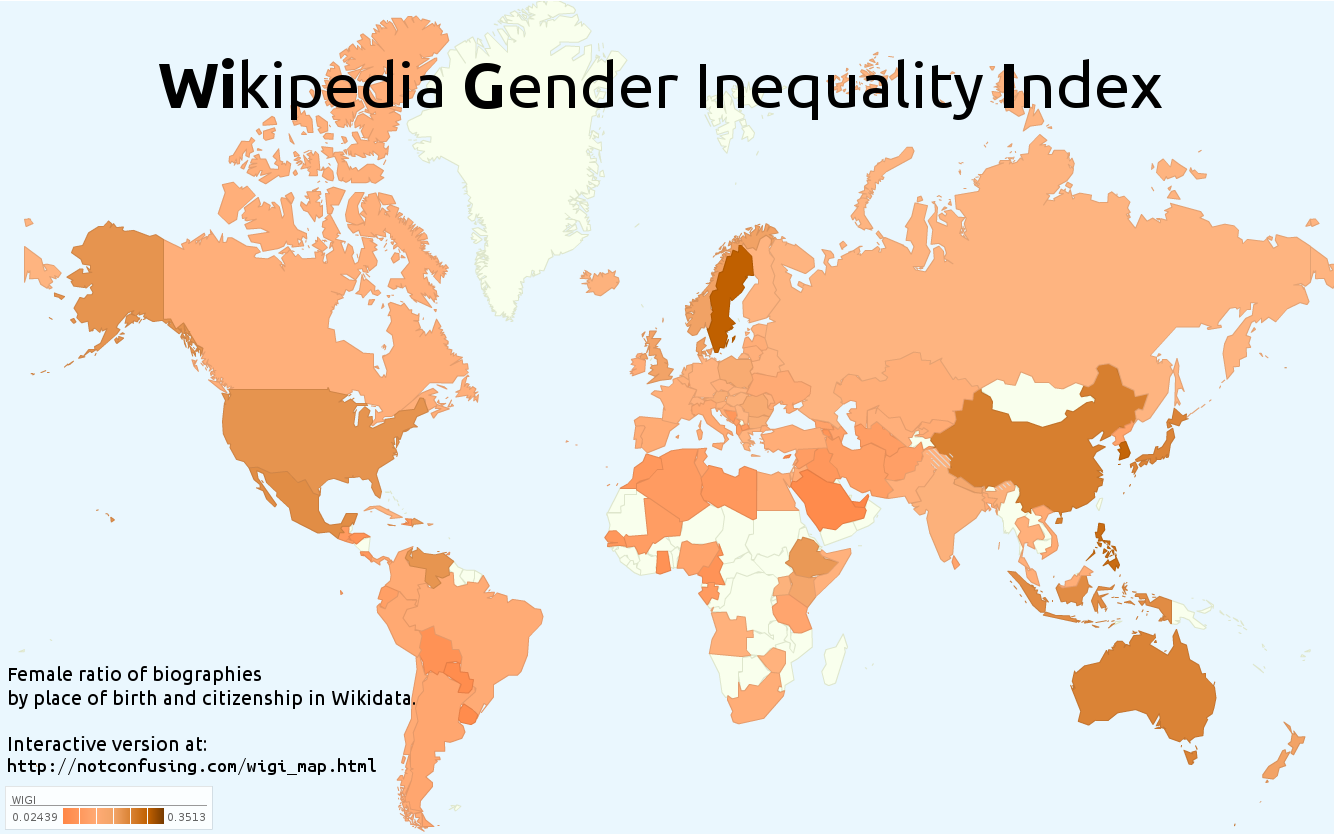 Wikipedia Gender Inequality Index
Female ratio of biographies
by place of birth and citizenship in Wikidata.
Interactive version at:
http://notconfusing.com/wigi_map.html
WIGI
0.02439 0.3513